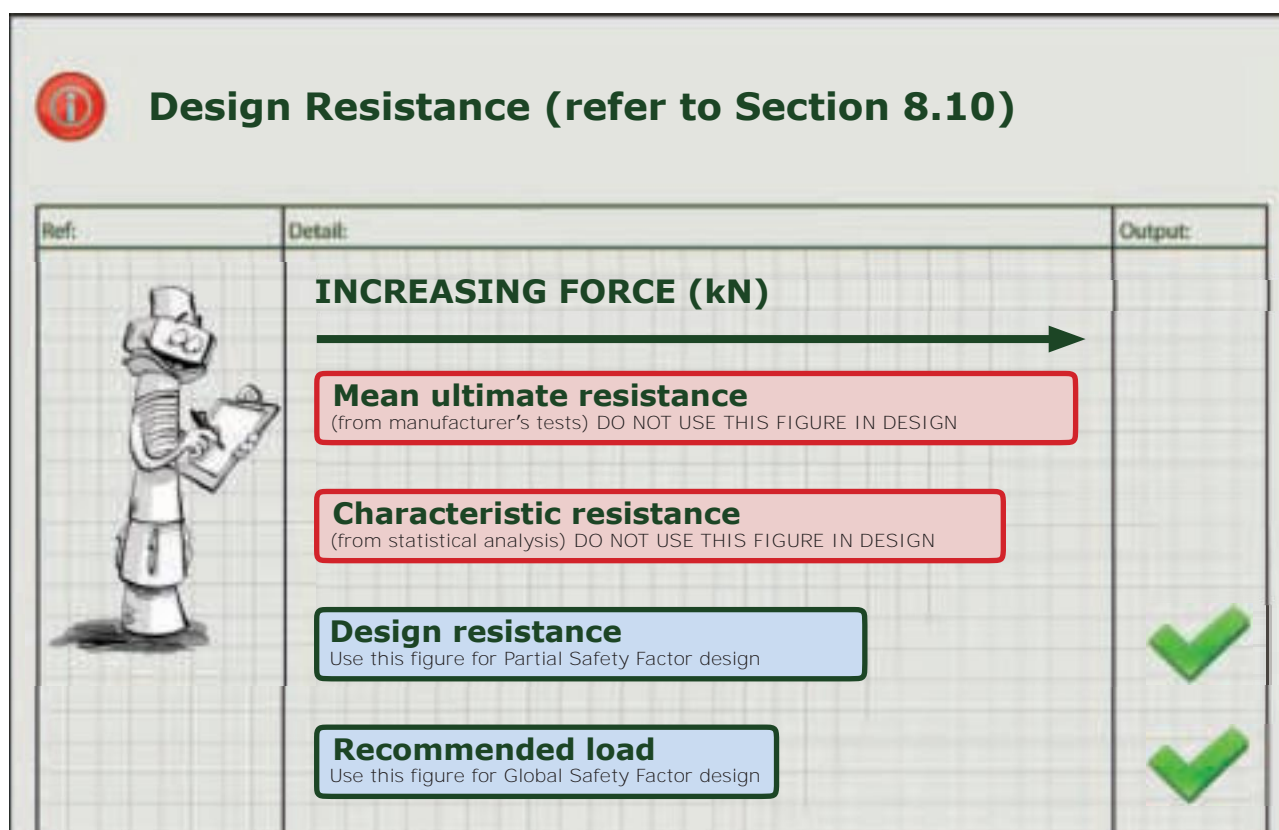 Design Resistance (refer to Section 8.10)
Ref:
Detail:
Output:
INCREASING FORCE (kN)
Mean ultimate resistance
(from manufacturer's tests) DO NOT USE THIS FIGURE IN DESIGN
Characteristic resistance
(from statistical analysis) DO NOT USE THIS FIGURE IN DESIGN
Design resistance
Use this figure for Partial Safety Factor design
Recommended load
Use this figure for Global Safety Factor design